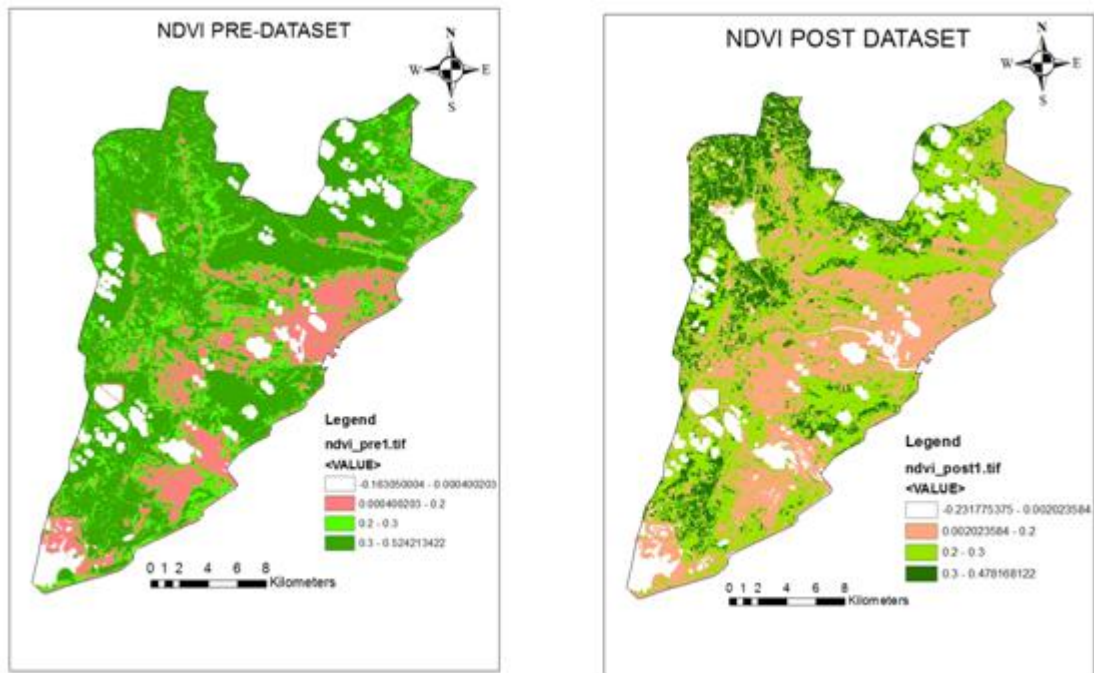 NDVI PRE-DATASET
N
W E
S
Legend
ndvi_pre1.tif
<VALUE>
-0.163050004 - 0.000400203
0.000400203 - 0.2
0.2 - 0.3
0.3 - 0.524213422
0 1 2 4 6 8
Kilometers
NDVI POST DATASET
N
W E
S
Legend
ndvi_post1.tif
<VALUE>
-0.231775375 - 0.002023584
0.002023584 - 0.2
0.2 - 0.3
0.3 - 0.478168122
0 1 2 4 6 8
Kilometers